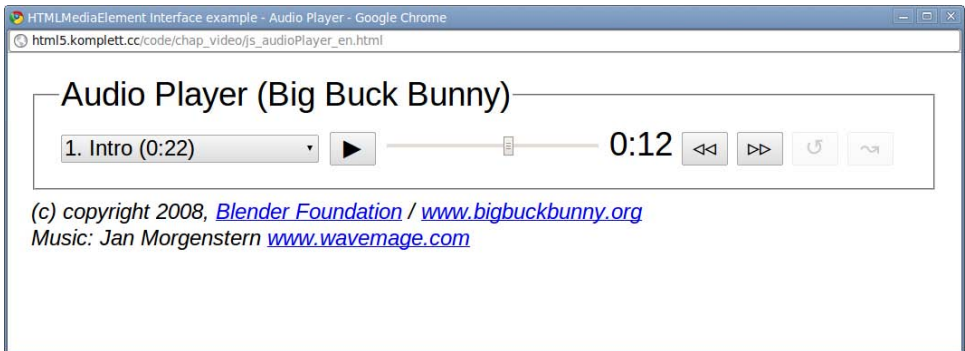 HTMLMediaElement Interface example - Audio Player - Google Chrome
html5.komplett.cc/code/chap_video/js_audioPlayer_en.html
Audio Player (Big Buck Bunny)
1. Intro (0:22) 0:12
(c) copyright 2008, Blender Foundation / www.bigbuckbunny.org
Music: Jan Morgenstern www.wavemage.com